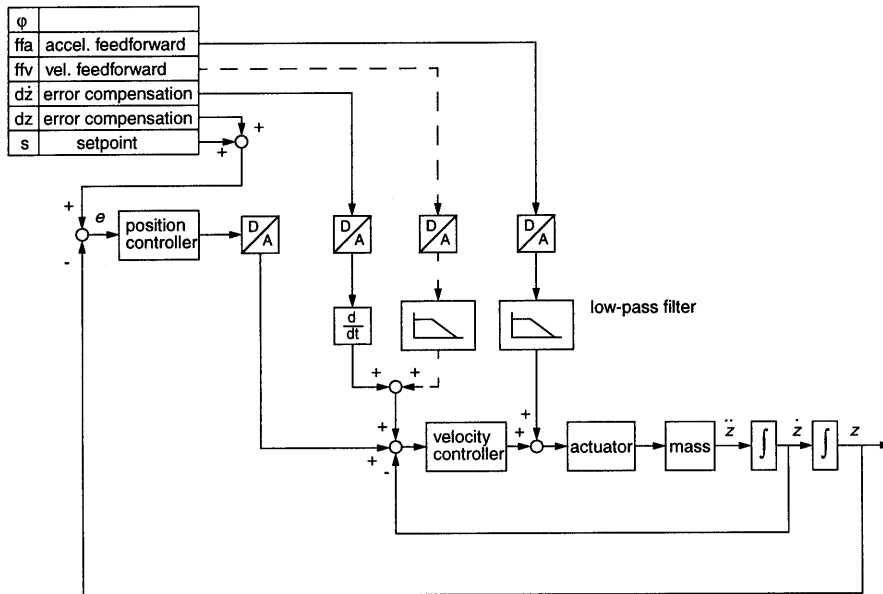 φ
ffa accel. feedforward
ffv vel. feedforward
dż error compensation
dz error compensation
s setpoint
+
+
+
e
-
position
controller
D/A
D/A
D/A
D/A
d
dt
low-pass filter
+
+
+
+
-
velocity
controller
+
+
actuator
mass
z̈
∫
ż
∫
z